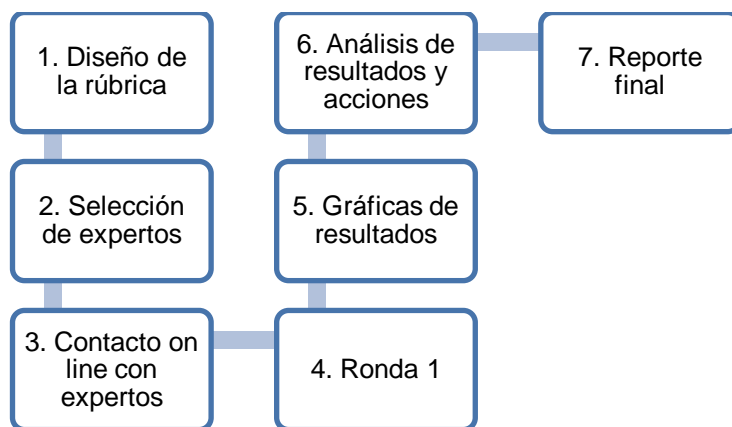 1. Diseño de
la rúbrica
2. Selección
de expertos
3. Contacto on
line con
expertos
4. Ronda 1
5. Gráficas de
resultados
6. Análisis de
resultados y
acciones
7. Reporte
final